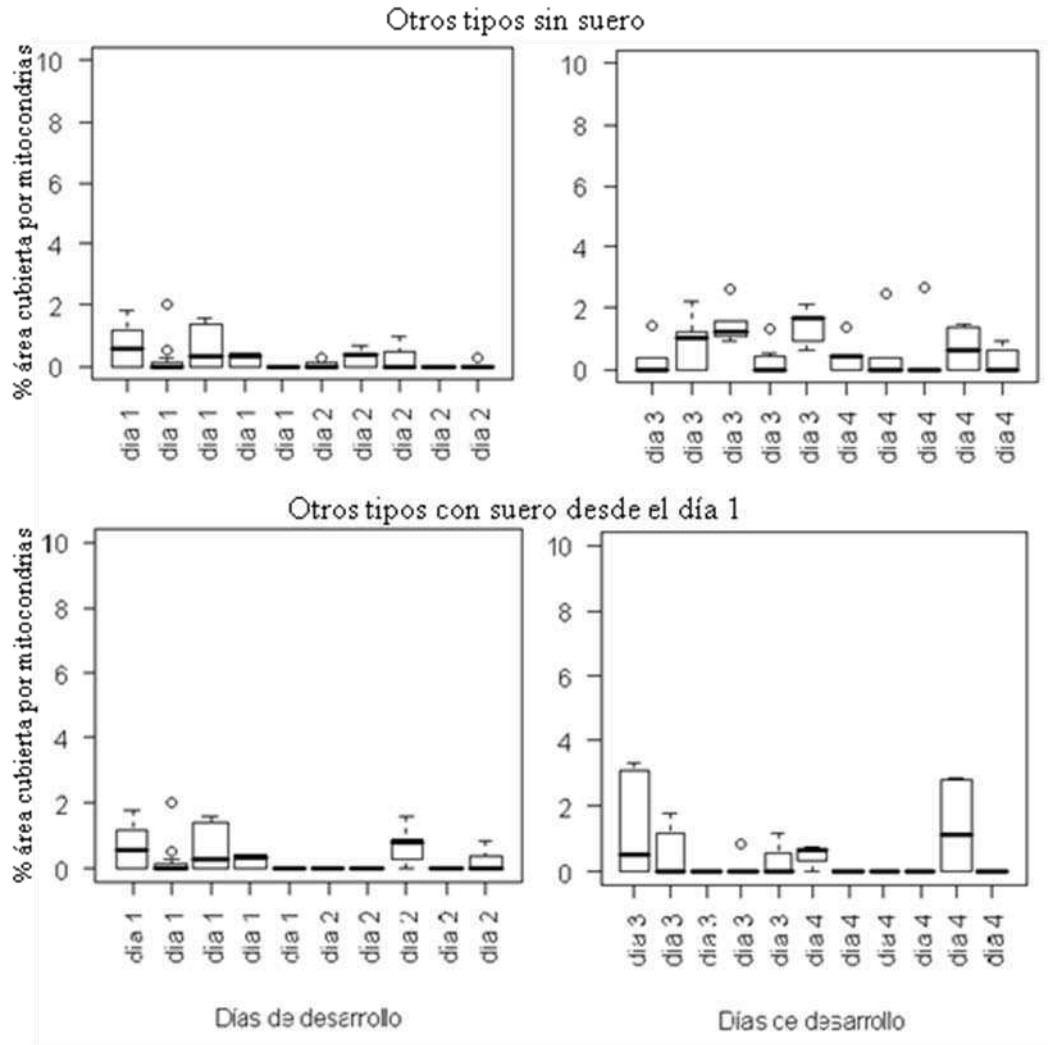 Otros tipos sin suero
% área cubierta por mitocondrias
10
8
6
4
2
0
dia 1
dia 1
dia 1
dia 1
dia 1
dia 2
dia 2
dia 2
dia 2
dia 2
10
8
6
4
2
0
dia 3
dia 3
dia 3
dia 3
dia 3
dia 4
dia 4
dia 4
dia 4
dia 4
Otros tipos con suero desde el día 1
% área cubierta por mitocondrias
10
8
6
4
2
0
dia 1
dia 1
dia 1
dia 1
dia 1
dia 2
dia 2
dia 2
dia 2
dia 2
Días de desarrollo
10
8
6
4
2
0
dia 3
dia 3
dia 3
dia 3
dia 3
dia 4
dia 4
dia 4
dia 4
dia 4
dia 4
Días ce desarrollo